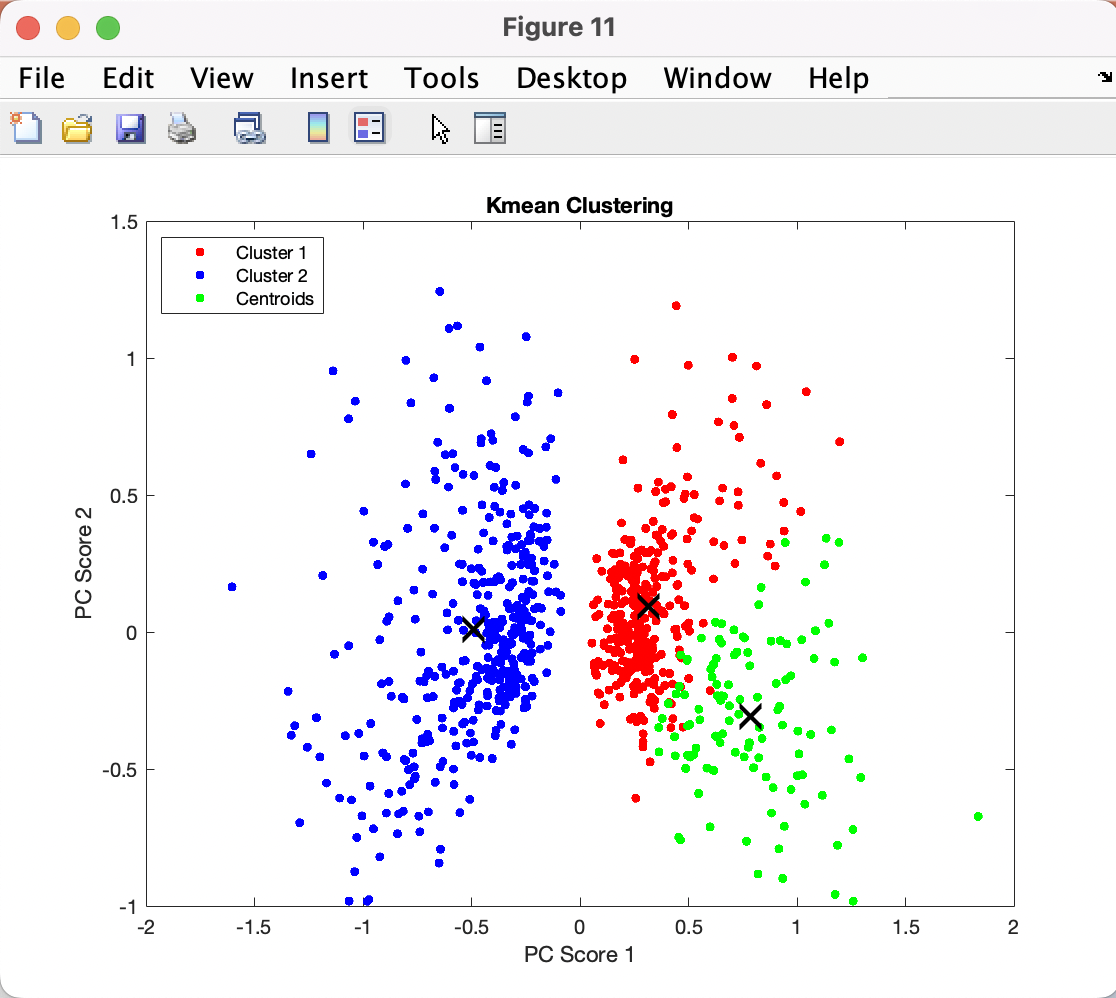 Figure 11
File Edit View Insert Tools Desktop Window Help
Kmean Clustering
1.5
Cluster 1
Cluster 2
Centroids
1
0.5
PC Score 2
0
-0.5
-1
-2 -1.5 -1 -0.5 0 0.5 1 1.5 2
PC Score 1